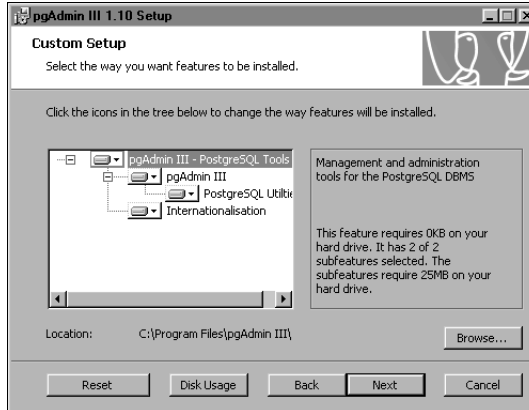 pgAdmin III 1.10 Setup
Custom Setup
Select the way you want features to be installed.
Click the icons in the tree below to change the way features will be installed.
pgAdmin III - PostgreSQL Tools
pgAdmin III
PostgreSQL Utilitie
Internationalisation
Management and administration
tools for the PostgreSQL DBMS
This feature requires 0KB on your
hard drive. It has 2 of 2
subfeatures selected. The
subfeatures require 25MB on your
hard drive.
Location: C:\Program Files\pgAdmin III\
Browse...
Reset Disk Usage Back Next Cancel